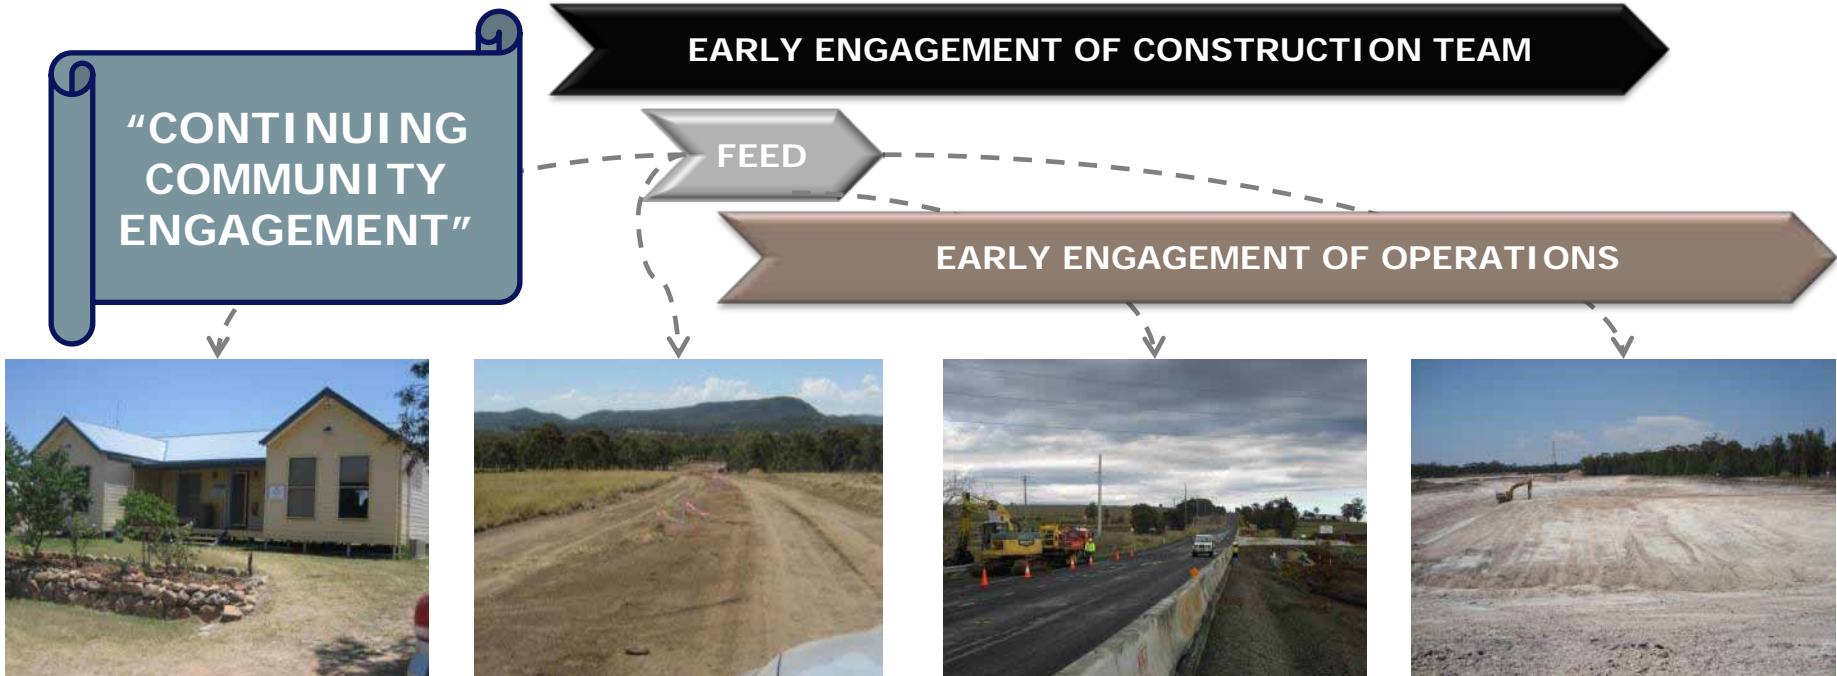 EARLY ENGAGEMENT OF CONSTRUCTION TEAM
“CONTINUING
COMMUNITY
ENGAGEMENT”
FEED
EARLY ENGAGEMENT OF OPERATIONS